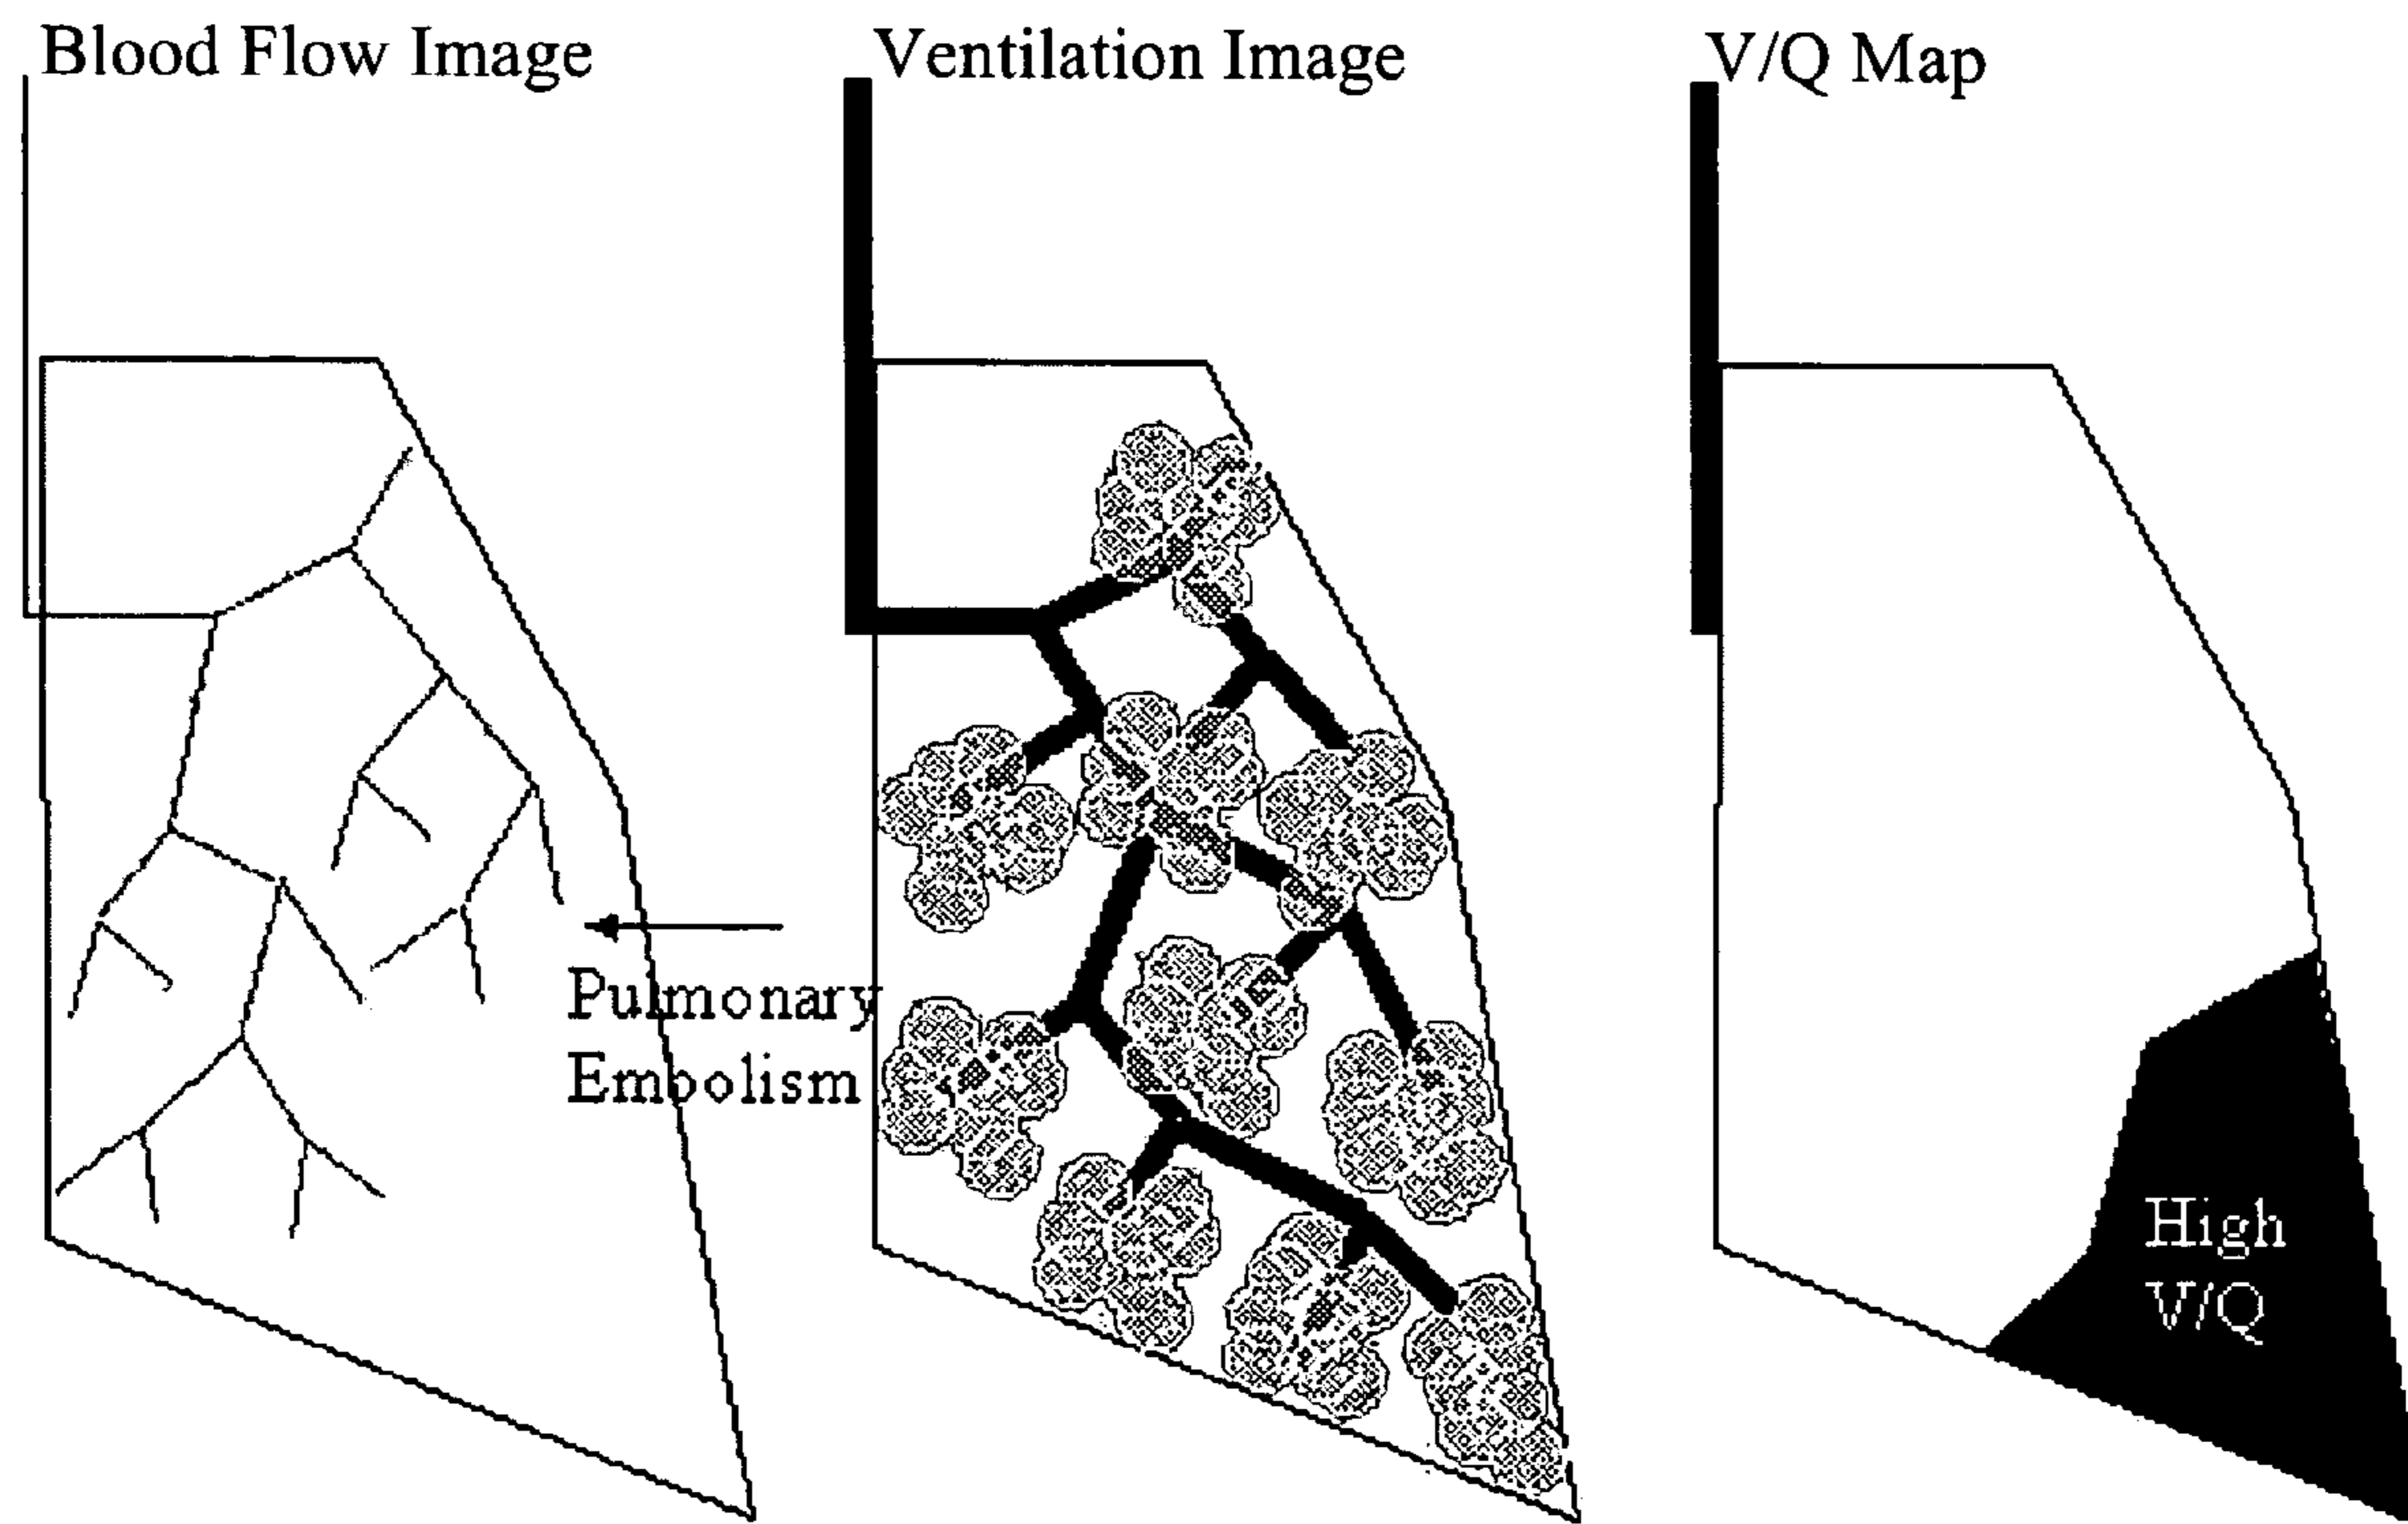 Blood Flow Image
Ventilation Image
V/Q Map
Pulmonary
Embolism
High
V/Q